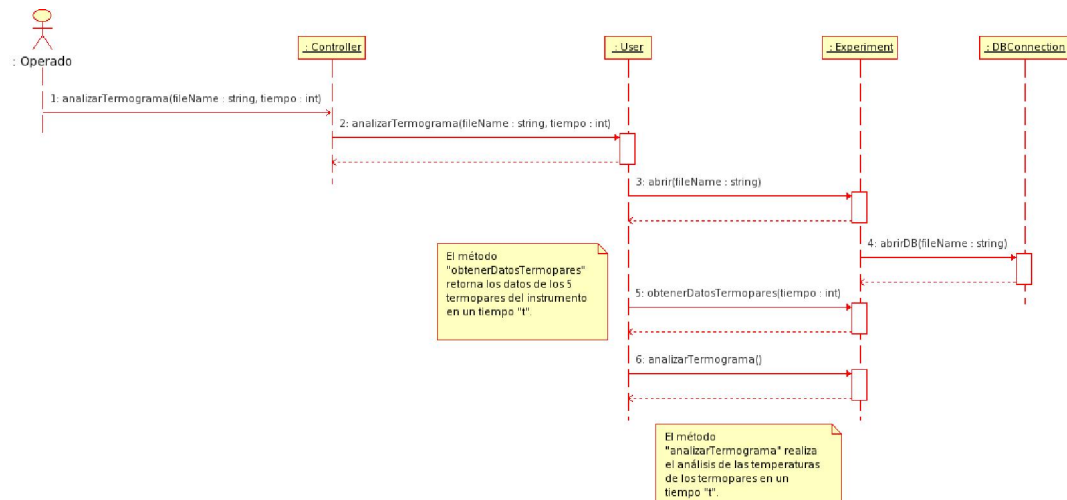 : Controller
: User
: Experiment
: DBConnection
: Operado
1: analizarTermograma(fileName : string, tiempo : int)
2: analizarTermograma(fileName : string, tiempo : int)
3: abrir(fileName : string)
4: abrirDB(fileName : string)
El método
"obtenerDatosTermopares"
retorna los datos de los 5
termopares del instrumento
en un tiempo "t".
5: obtenerDatosTermopares(tiempo : int)
6: analizarTermograma()
El método
"analizarTermograma" realiza
el análisis de las temperaturas
de los termopares en un
tiempo "t".